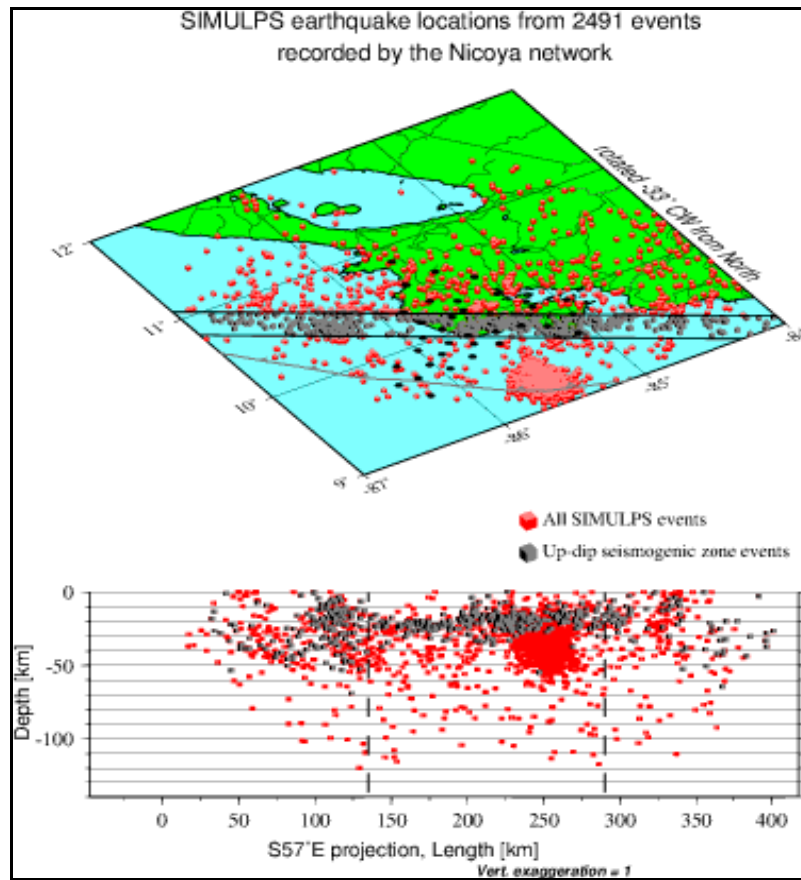 SIMULPS earthquake locations from 2491 events
recorded by the Nicoya network
rotated -33° CW from North
12°
11°
10°
9°
-87°
-86°
-85°
All SIMULPS events
Up-dip seismogenic zone events
0
-50
-100
Depth [km]
0 50 100 150 200 250 300 350 400
S57°E projection, Length [km]
Vert. exaggeration = 1